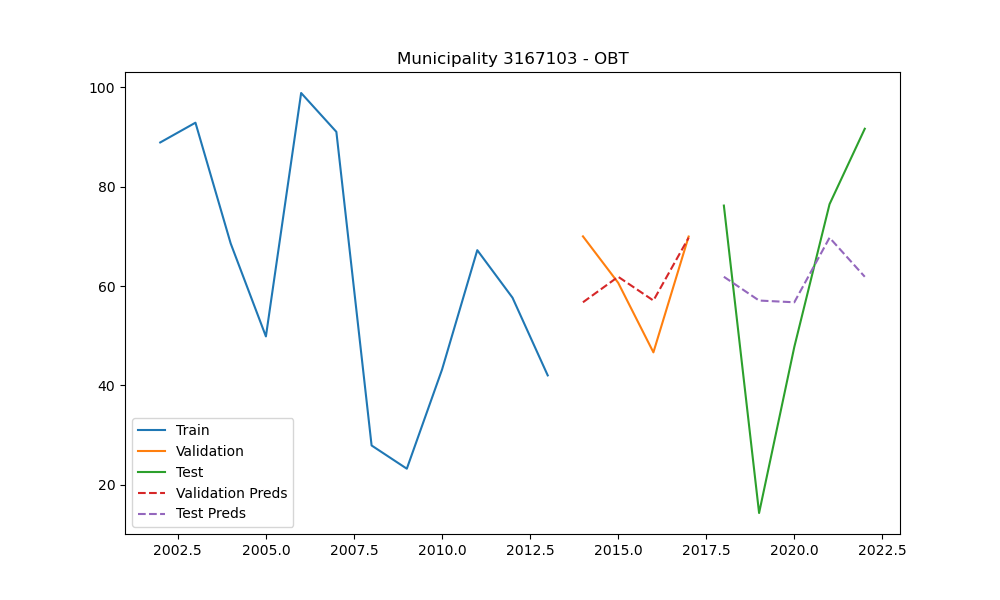 Municipality 3167103 - OBT
100
80
60
40
20
Train
Validation
Test
Validation Preds
Test Preds
2002.5 2005.0 2007.5 2010.0 2012.5 2015.0 2017.5 2020.0 2022.5